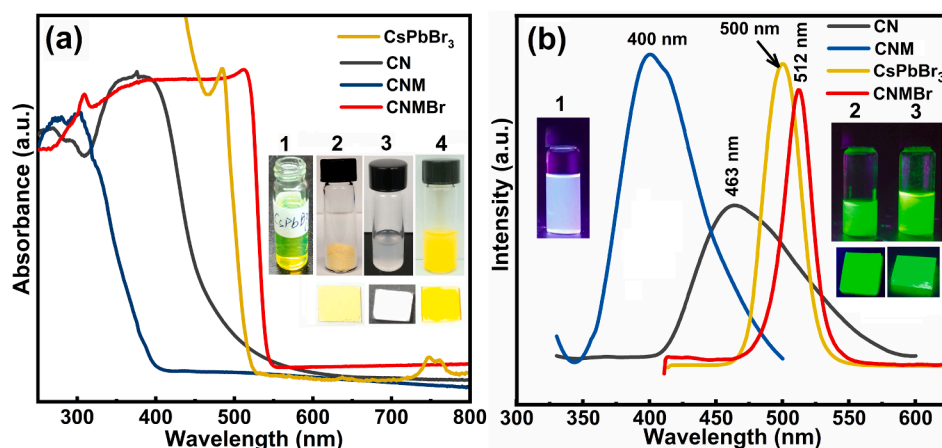 (a)
CsPbBr3
CN
CNM
CNMBr
1 2 3 4
CsPbBr
Absorbance (a.u.)
300 400 500 600 700 800
Wavelength (nm)
(b)
400 nm
500 nm
512 nm
463 nm
CN
CNM
CsPbBr3
CNMBr
1
2 3
Intensity (a.u.)
300 350 400 450 500 550 600
Wavelength (nm)